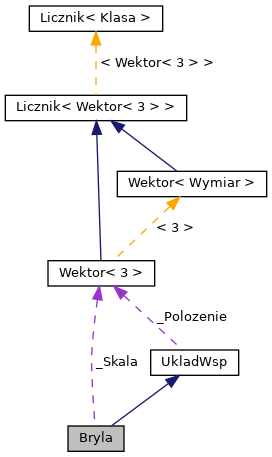 Licznik< Klasa >
< Wektor< 3 > >
Licznik< Wektor< 3 > >
Wektor< Wymiar >
< 3 >
Wektor< 3 >
_Polozenie
_Skala
UkladWsp
Bryla